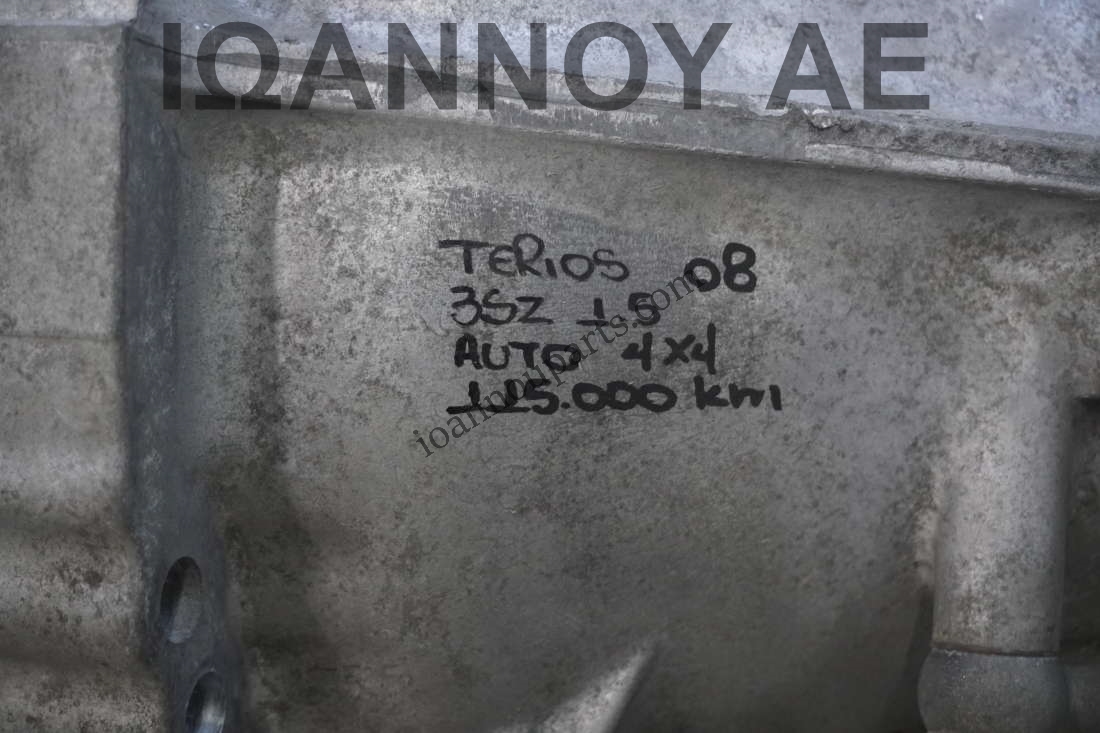 ΙΩΑΝΝΟΥ ΑΕ
TERIOS 08
3SZ 1.5
AUTO 4X4
115.000 km
ioannouparts.com